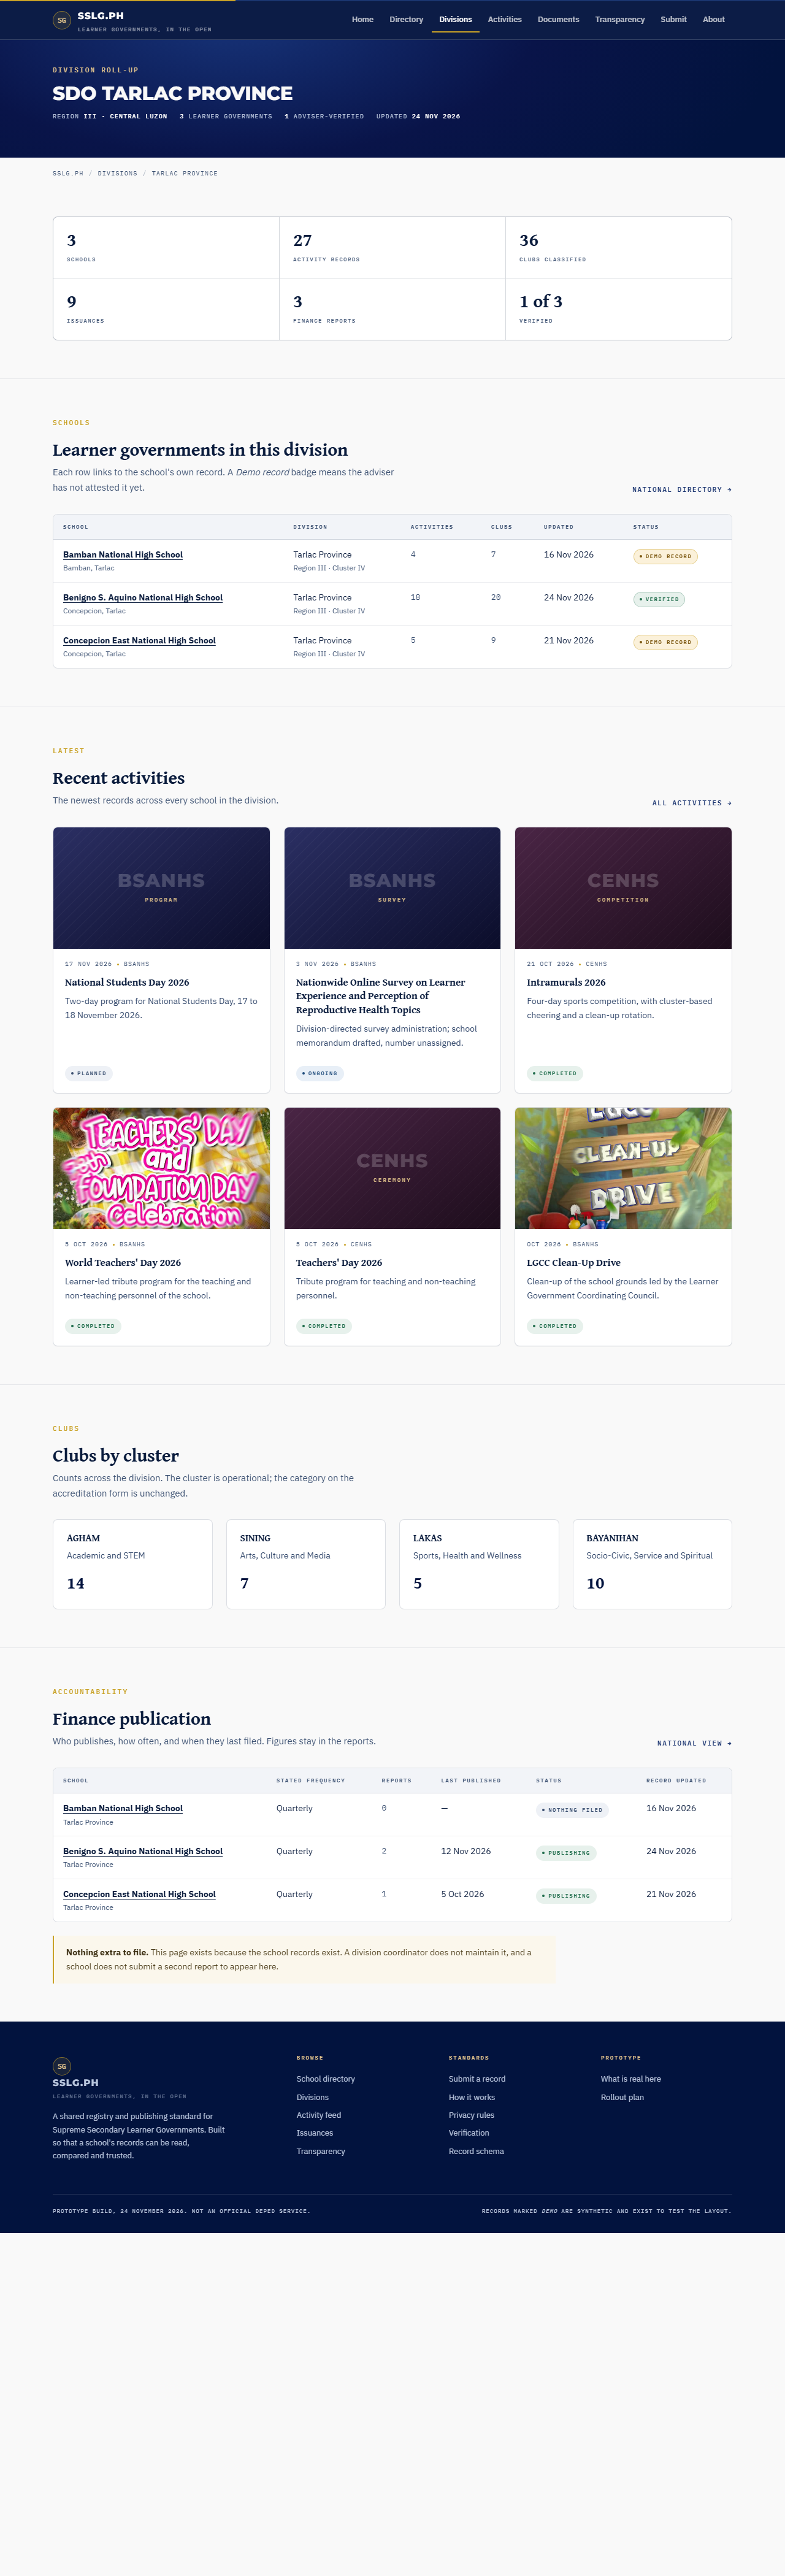 SG
SSLG.PH
LEARNER GOVERNMENTS, IN THE OPEN
Home
Directory
Divisions
Activities
Documents
Transparency
Submit
About
DIVISION ROLL-UP
SDO TARLAC PROVINCE
REGION III · CENTRAL LUZON 3 LEARNER GOVERNMENTS 1 ADVISER-VERIFIED UPDATED 24 NOV 2026
SSLG.PH / DIVISIONS / TARLAC PROVINCE
3
SCHOOLS
27
ACTIVITY RECORDS
36
CLUBS CLASSIFIED
9
ISSUANCES
3
FINANCE REPORTS
1 of 3
VERIFIED
SCHOOLS
Learner governments in this division
Each row links to the school's own record. A Demo record badge means the adviser
has not attested it yet.
NATIONAL DIRECTORY →
SCHOOL DIVISION ACTIVITIES CLUBS UPDATED STATUS
Bamban National High School Tarlac Province 4 7 16 Nov 2026 DEMO RECORD
Bamban, Tarlac Region III · Cluster IV
Benigno S. Aquino National High School Tarlac Province 18 20 24 Nov 2026 VERIFIED
Concepcion, Tarlac Region III · Cluster IV
Concepcion East National High School Tarlac Province 5 9 21 Nov 2026 DEMO RECORD
Concepcion, Tarlac Region III · Cluster IV
LATEST
Recent activities
The newest records across every school in the division.
ALL ACTIVITIES →
BSANHS
PROGRAM
17 NOV 2026 • BSANHS
National Students Day 2026
Two-day program for National Students Day, 17 to
18 November 2026.
PLANNED
BSANHS
SURVEY
3 NOV 2026 • BSANHS
Nationwide Online Survey on Learner
Experience and Perception of
Reproductive Health Topics
Division-directed survey administration; school
memorandum drafted, number unassigned.
ONGOING
CENHS
COMPETITION
21 OCT 2026 • CENHS
Intramurals 2026
Four-day sports competition, with cluster-based
cheering and a clean-up rotation.
COMPLETED
TEACHERS' DAY
and
FOUNDATION DAY
Celebration
5 OCT 2026 • BSANHS
World Teachers' Day 2026
Learner-led tribute program for the teaching and
non-teaching personnel of the school.
COMPLETED
CENHS
CEREMONY
5 OCT 2026 • CENHS
Teachers' Day 2026
Tribute program for teaching and non-teaching
personnel.
COMPLETED
LGCC
CLEAN-UP
DRIVE
OCT 2026 • BSANHS
LGCC Clean-Up Drive
Clean-up of the school grounds led by the Learner
Government Coordinating Council.
COMPLETED
CLUBS
Clubs by cluster
Counts across the division. The cluster is operational; the category on the
accreditation form is unchanged.
AGHAM
Academic and STEM
14
SINING
Arts, Culture and Media
7
LAKAS
Sports, Health and Wellness
5
BAYANIHAN
Socio-Civic, Service and Spiritual
10
ACCOUNTABILITY
Finance publication
Who publishes, how often, and when they last filed. Figures stay in the reports.
NATIONAL VIEW →
SCHOOL STATED FREQUENCY REPORTS LAST PUBLISHED STATUS RECORD UPDATED
Bamban National High School Quarterly 0 — NOTHING FILED 16 Nov 2026
Tarlac Province
Benigno S. Aquino National High School Quarterly 2 12 Nov 2026 PUBLISHING 24 Nov 2026
Tarlac Province
Concepcion East National High School Quarterly 1 5 Oct 2026 PUBLISHING 21 Nov 2026
Tarlac Province
Nothing extra to file. This page exists because the school records exist. A division coordinator does not maintain it, and a
school does not submit a second report to appear here.
SG
SSLG.PH
LEARNER GOVERNMENTS, IN THE OPEN
A shared registry and publishing standard for
Supreme Secondary Learner Governments. Built
so that a school's records can be read,
compared and trusted.
BROWSE
School directory
Divisions
Activity feed
Issuances
Transparency
STANDARDS
Submit a record
How it works
Privacy rules
Verification
Record schema
PROTOTYPE
What is real here
Rollout plan
PROTOTYPE BUILD, 24 NOVEMBER 2026. NOT AN OFFICIAL DEPED SERVICE.
RECORDS MARKED DEMO ARE SYNTHETIC AND EXIST TO TEST THE LAYOUT.